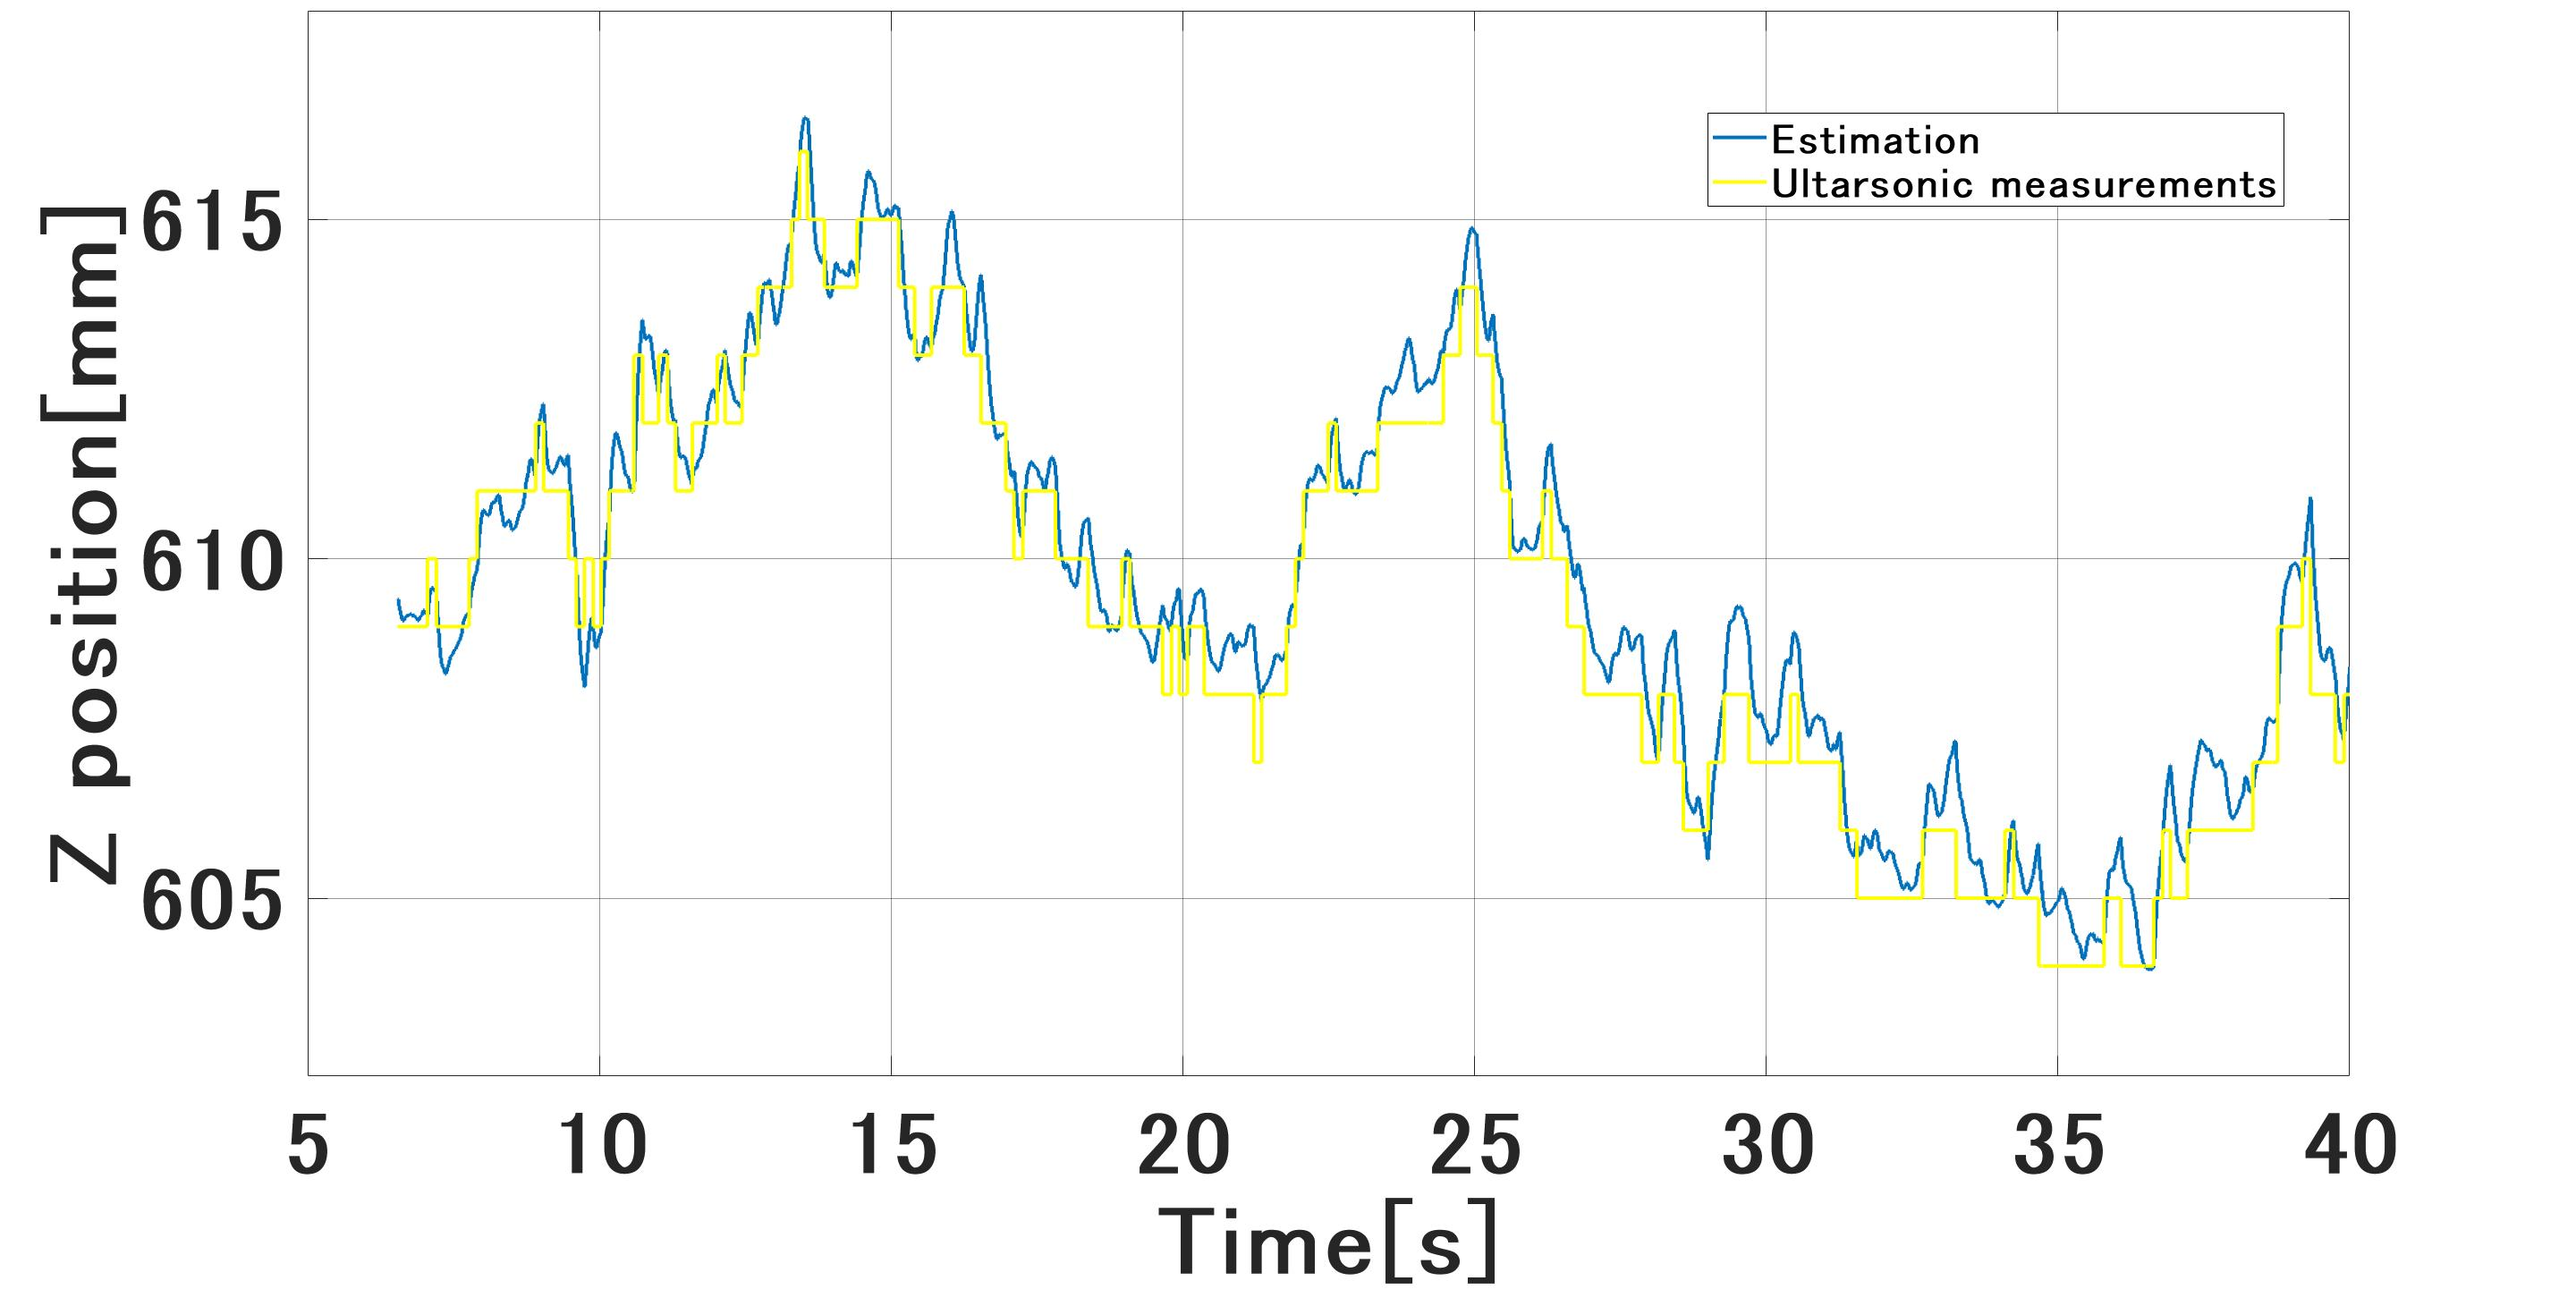 Z position[mm]
615
610
605
Estimation
Ultarsonic measurements
5 10 15 20 25 30 35 40
Time[s]